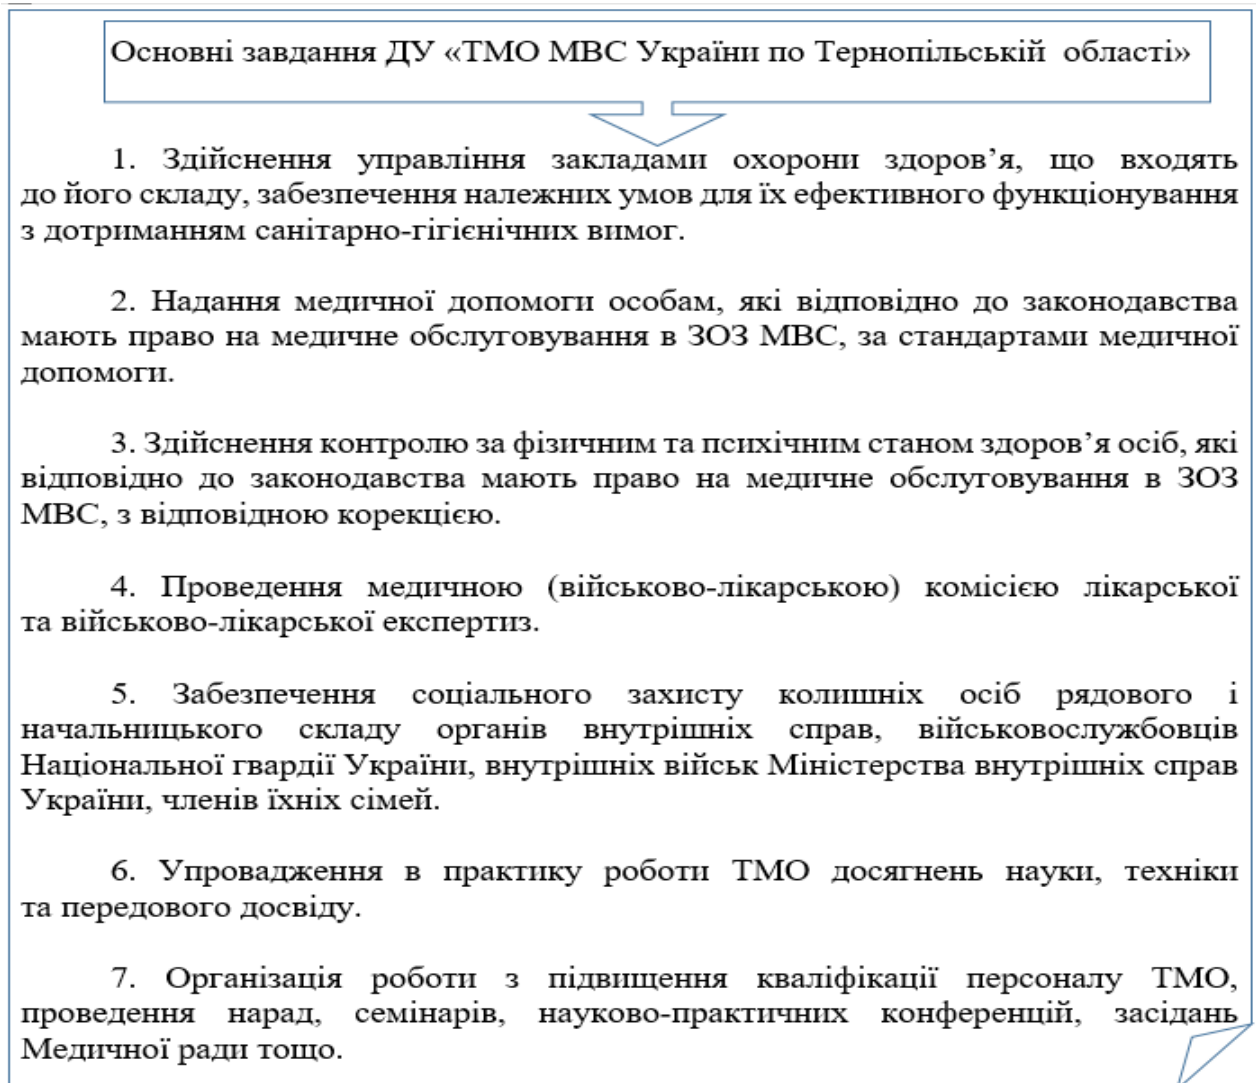 Основні завдання ДУ «ТМО МВС України по Тернопільській області»
1. Здійснення управління закладами охорони здоров’я, що входять
до його складу, забезпечення належних умов для їх ефективного функціонування
з дотриманням санітарно-гігієнічних вимог.
2. Надання медичної допомоги особам, які відповідно до законодавства
мають право на медичне обслуговування в ЗОЗ МВС, за стандартами медичної
допомоги.
3. Здійснення контролю за фізичним та психічним станом здоров’я осіб, які
відповідно до законодавства мають право на медичне обслуговування в ЗОЗ
МВС, з відповідною корекцією.
4. Проведення медичною (військово-лікарською) комісією лікарської
та військово-лікарської експертиз.
5. Забезпечення соціального захисту колишніх осіб рядового і
начальницького складу органів внутрішніх справ, військовослужбовців
Національної гвардії України, внутрішніх військ Міністерства внутрішніх справ
України, членів їхніх сімей.
6. Упровадження в практику роботи ТМО досягнень науки, техніки
та передового досвіду.
7. Організація роботи з підвищення кваліфікації персоналу ТМО,
проведення нарад, семінарів, науково-практичних конференцій, засідань
Медичної ради тощо.